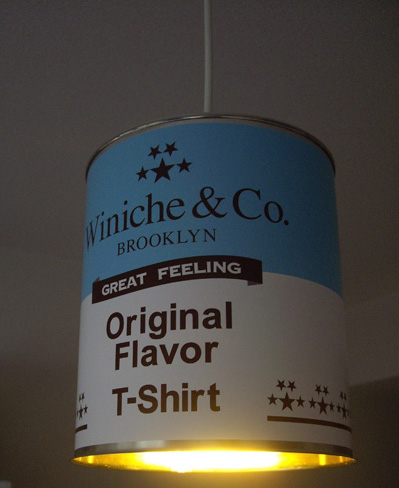 Winiche & Co.
BROOKLYN
GREAT FEELING
Original
Flavor
T-Shirt